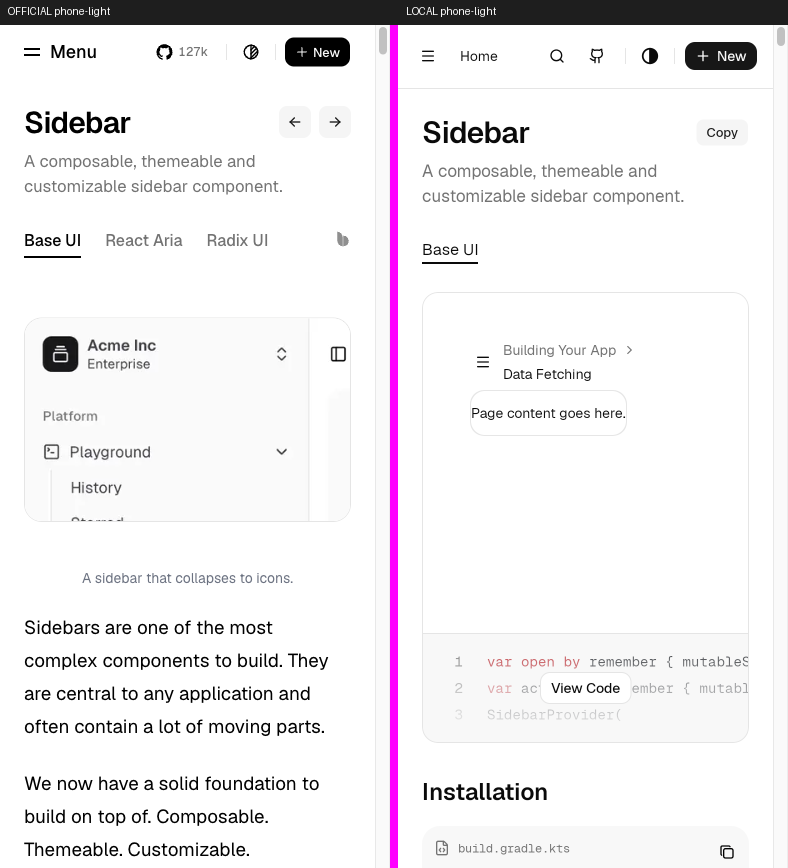 OFFICIAL phone-light
Menu
127k
New
Sidebar
A composable, themeable and
customizable sidebar component.
Base UI
React Aria
Radix UI
Acme Inc
Enterprise
Platform
Playground
History
Starred
A sidebar that collapses to icons.
Sidebars are one of the most
complex components to build. They
are central to any application and
often contain a lot of moving parts.
We now have a solid foundation to
build on top of. Composable.
Themeable. Customizable.
LOCAL phone-light
Home
New
Sidebar
Copy
A composable, themeable and
customizable sidebar component.
Base UI
Building Your App
Data Fetching
Page content goes here.
1 var open by remember { mutableS
2 var act ember { mutabl
View Code
3 SidebarProvider(
Installation
build.gradle.kts